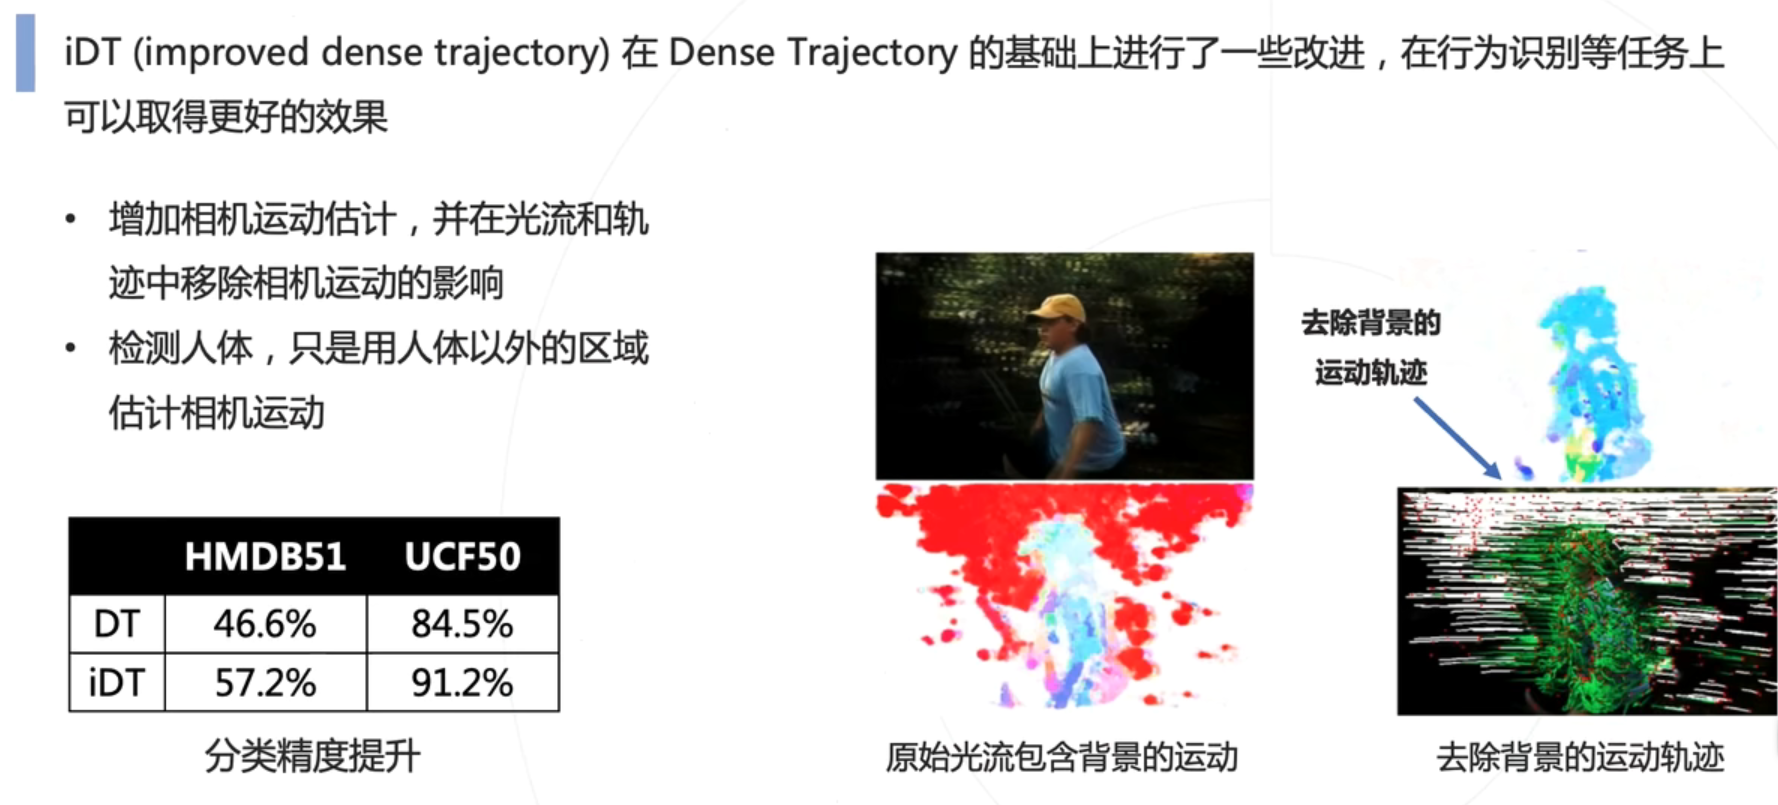 iDT (improved dense trajectory) 在 Dense Trajectory 的基础上进行了一些改进，在行为识别等任务上
可以取得更好的效果
• 增加相机运动估计，并在光流和轨
迹中移除相机运动的影响
• 检测人体，只是用人体以外的区域
估计相机运动
HMDB51 UCF50
DT 46.6% 84.5%
iDT 57.2% 91.2%
分类精度提升
原始光流包含背景的运动
去除背景的
运动轨迹
去除背景的运动轨迹